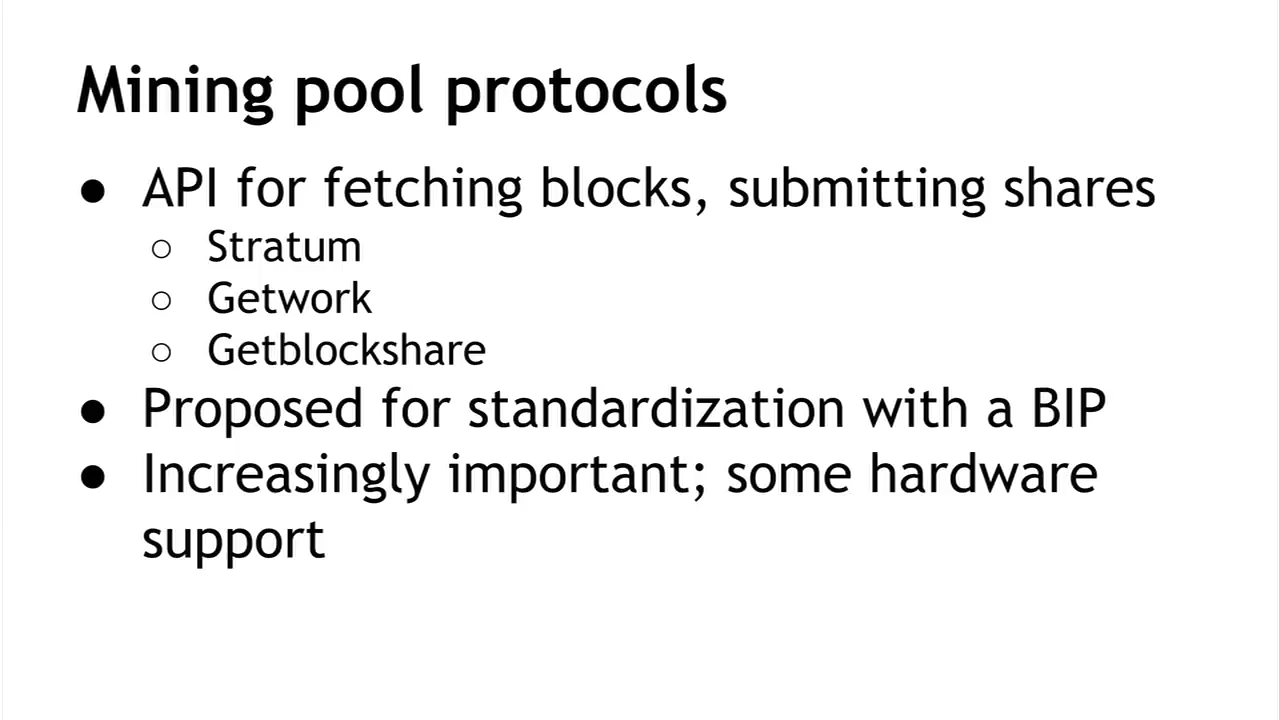 Mining pool protocols
● API for fetching blocks, submitting shares
○ Stratum
○ Getwork
○ Getblockshare
● Proposed for standardization with a BIP
● Increasingly important; some hardware
support